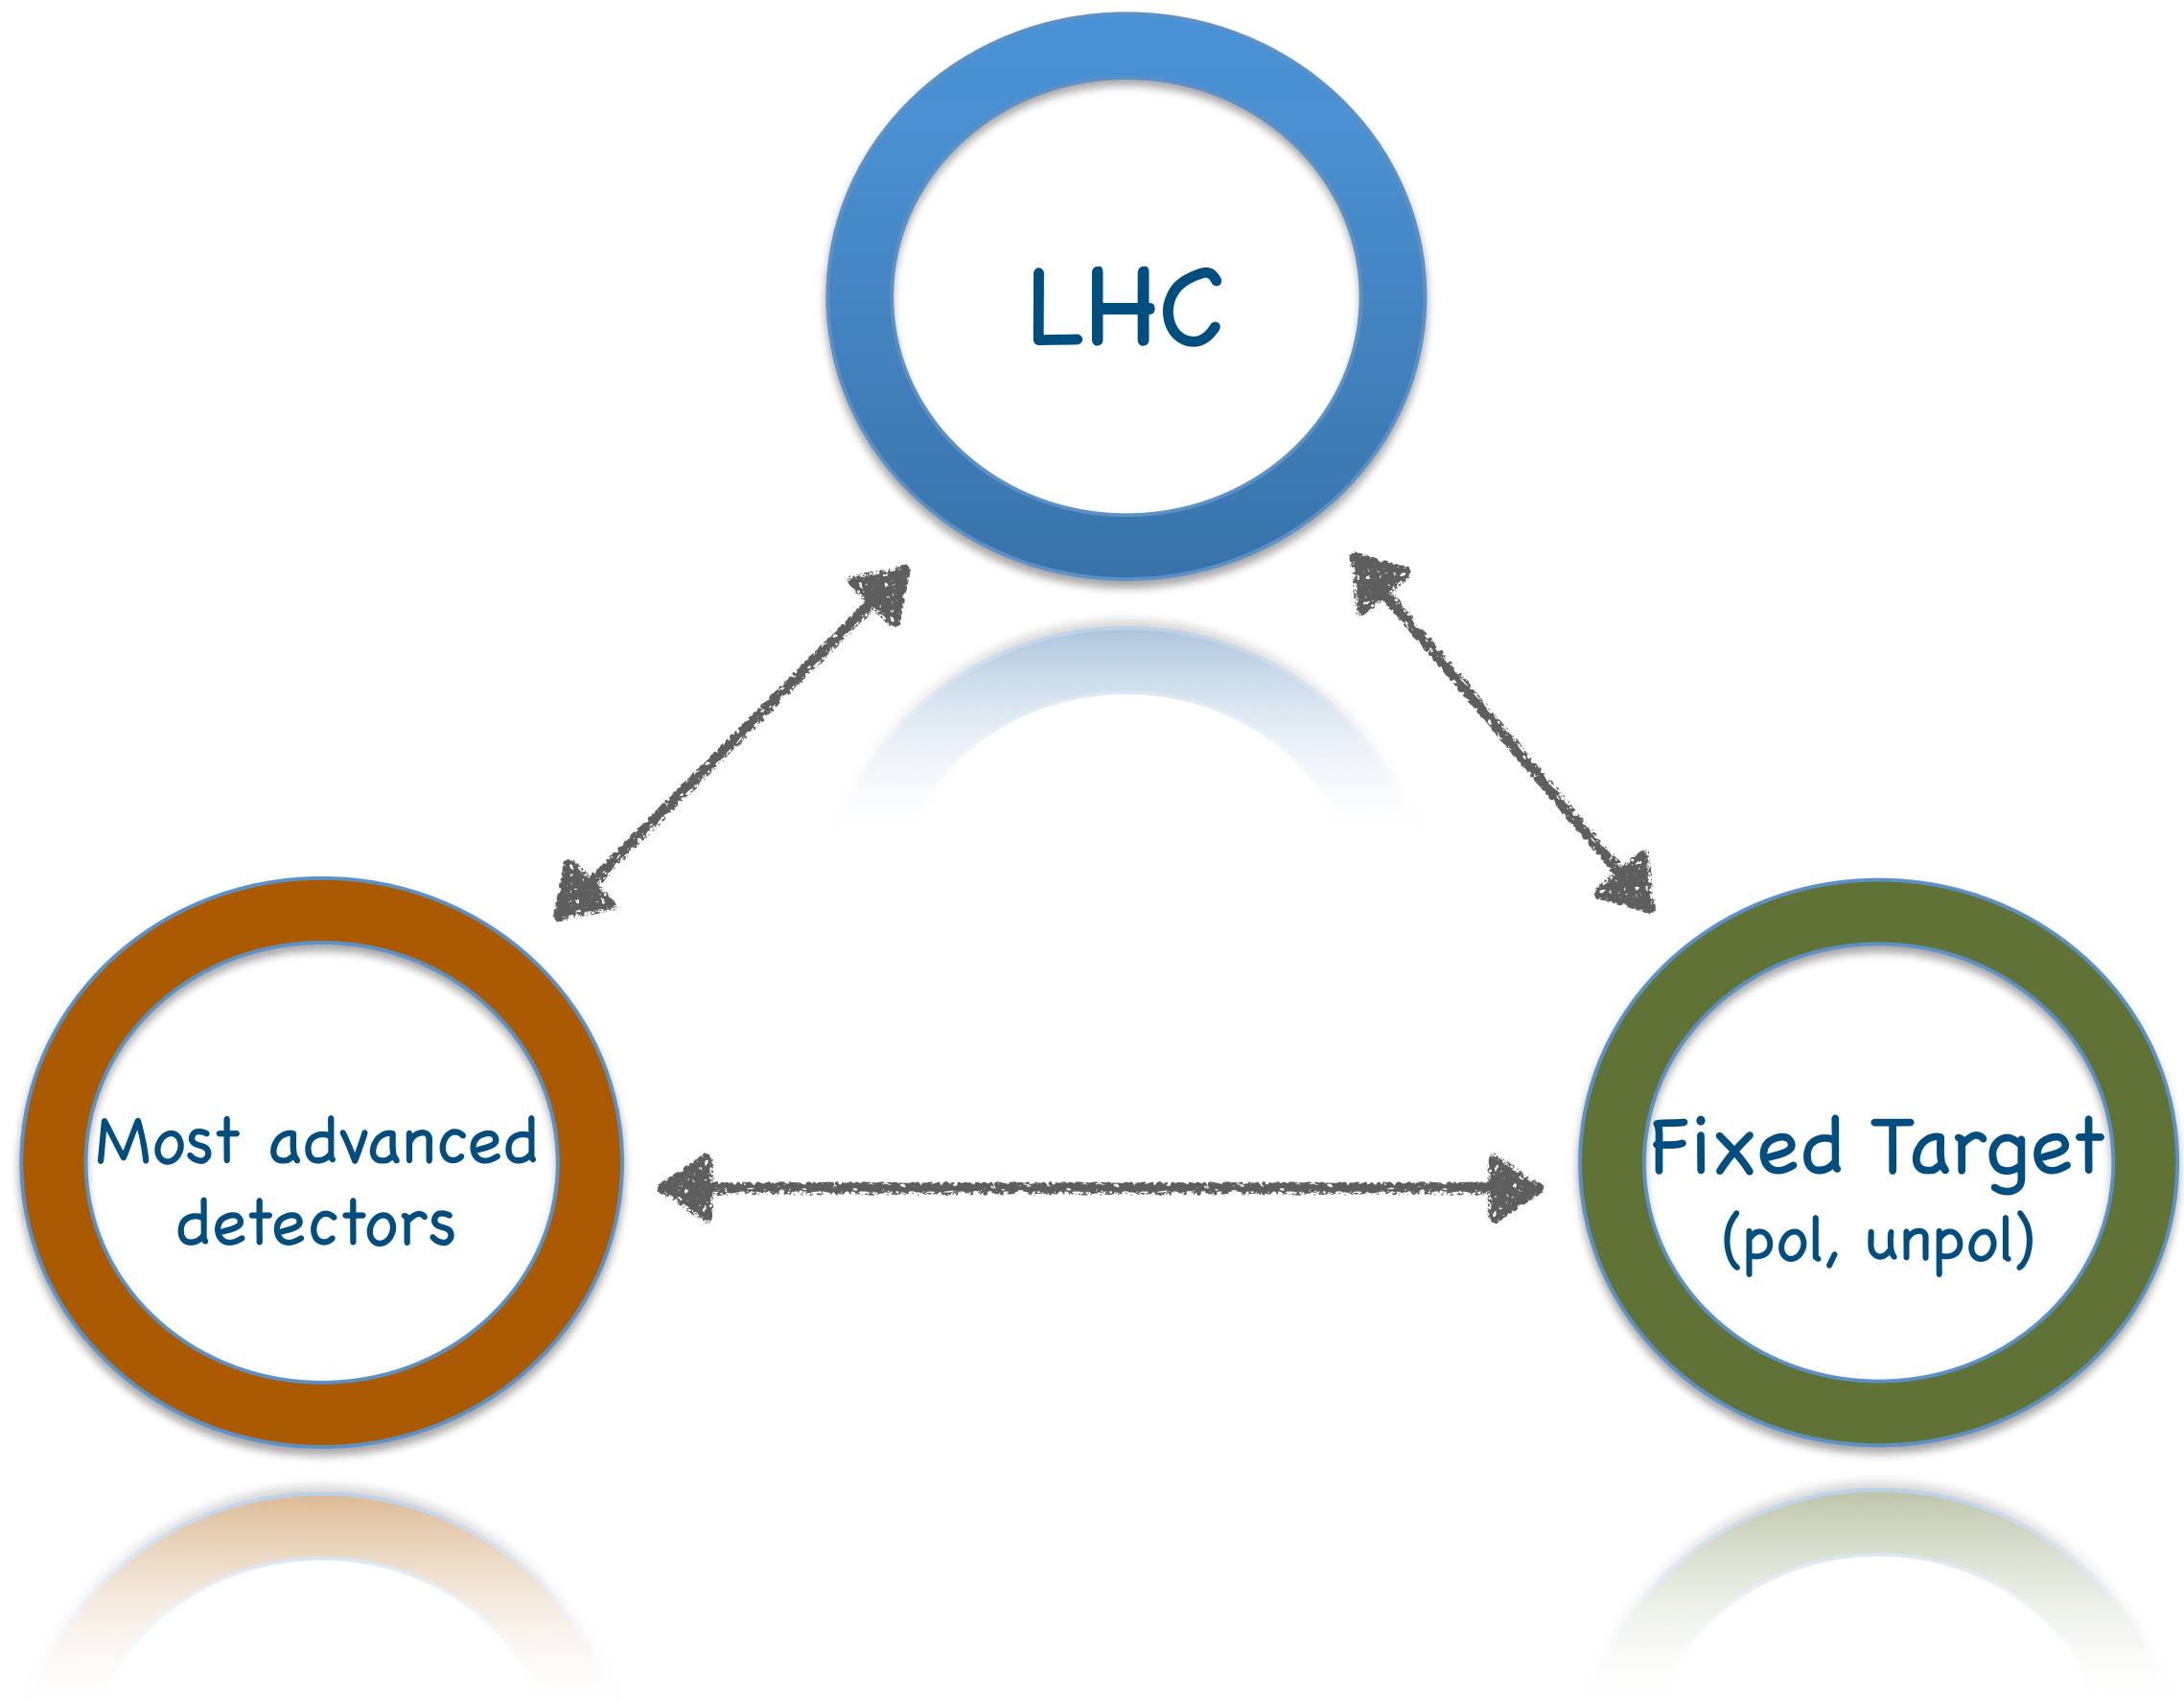 LHC
Most advanced
detectors
Fixed Target
(pol, unpol)